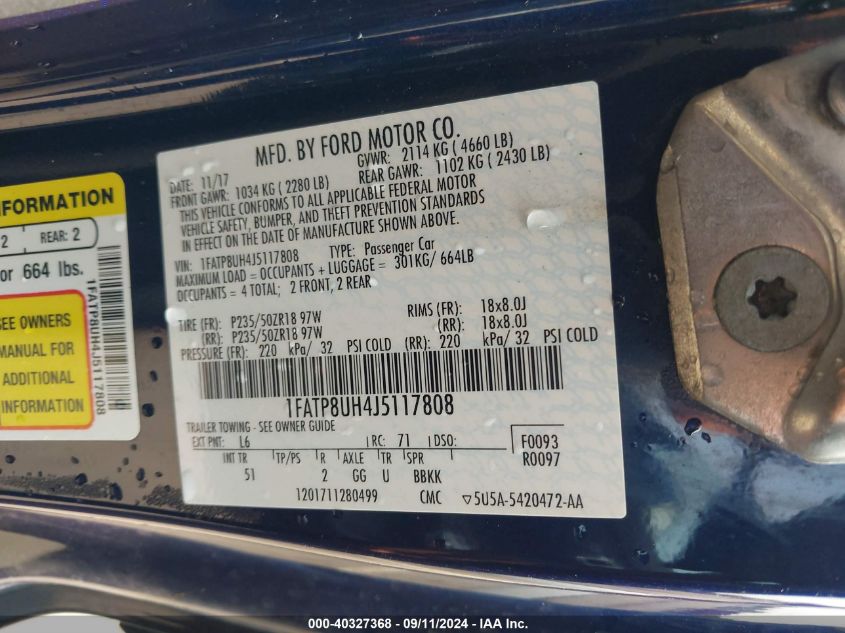 MFD. BY FORD MOTOR CO.
DATE: 11/17 GVWR: 2114 KG ( 4660 LB)
FRONT GAWR: 1034 KG ( 2280 LB) REAR GAWR: 1102 KG ( 2430 LB)
THIS VEHICLE CONFORMS TO ALL APPLICABLE FEDERAL MOTOR
VEHICLE SAFETY, BUMPER, AND THEFT PREVENTION STANDARDS
IN EFFECT ON THE DATE OF MANUFACTURE SHOWN ABOVE.
VIN: 1FATP8UH4J5117808 TYPE: Passenger Car
MAXIMUM LOAD = OCCUPANTS + LUGGAGE = 301KG/ 664LB
OCCUPANTS = 4 TOTAL; 2 FRONT, 2 REAR
TIRE (FR): P235/50ZR18 97W RIMS (FR): 18x8.0J
(RR): P235/50ZR18 97W (RR): 18x8.0J
PRESSURE (FR): 220 kPa/ 32 PSI COLD (RR): 220 kPa/ 32 PSI COLD
1FATP8UH4J5117808
TRAILER TOWING - SEE OWNER GUIDE
EXT PNT: L6 RC: 71 DSO: F0093
R0097
INT TR TP/PS R AXLE TR SPR
51 2 GG U BBKK
1201711280499 CMC 5U5A-5420472-AA
NFORMATION
2 REAR: 2
or 664 lbs.
SEE OWNERS
MANUAL FOR
ADDITIONAL
INFORMATION
1FATP8UH4J5117808
000-40327368 - 09/11/2024 - IAA Inc.